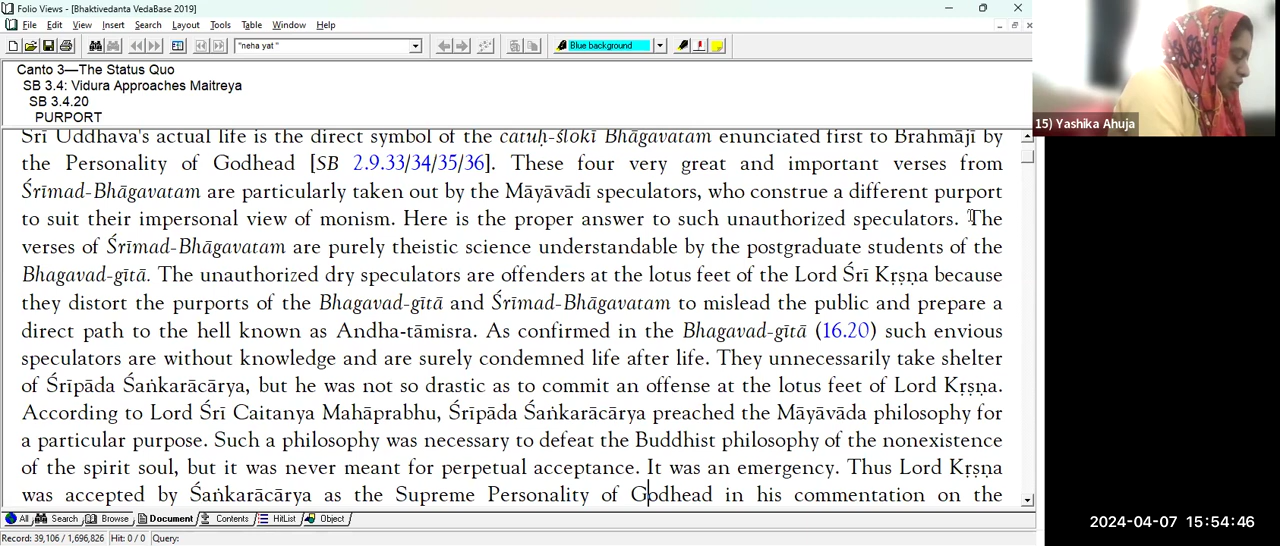 Folio Views - [Bhaktivedanta VedaBase 2019]
File Edit View Insert Search Layout Tools Table Window Help
"neha yat " Blue background
Canto 3—The Status Quo
SB 3.4: Vidura Approaches Maitreya
SB 3.4.20
PURPORT
Śrī Uddhava's actual life is the direct symbol of the catuḥ-ślokī Bhāgavatam enunciated first to Brahmājī by
the Personality of Godhead [SB 2.9.33/34/35/36]. These four very great and important verses from
Śrīmad-Bhāgavatam are particularly taken out by the Māyāvādī speculators, who construe a different purport
to suit their impersonal view of monism. Here is the proper answer to such unauthorized speculators. The
verses of Śrīmad-Bhāgavatam are purely theistic science understandable by the postgraduate students of the
Bhagavad-gītā. The unauthorized dry speculators are offenders at the lotus feet of the Lord Śrī Kṛṣṇa because
they distort the purports of the Bhagavad-gītā and Śrīmad-Bhāgavatam to mislead the public and prepare a
direct path to the hell known as Andha-tāmisra. As confirmed in the Bhagavad-gītā (16.20) such envious
speculators are without knowledge and are surely condemned life after life. They unnecessarily take shelter
of Śrīpāda Śaṅkarācārya, but he was not so drastic as to commit an offense at the lotus feet of Lord Kṛṣṇa.
According to Lord Śrī Caitanya Mahāprabhu, Śrīpāda Śaṅkarācārya preached the Māyāvāda philosophy for
a particular purpose. Such a philosophy was necessary to defeat the Buddhist philosophy of the nonexistence
of the spirit soul, but it was never meant for perpetual acceptance. It was an emergency. Thus Lord Kṛṣṇa
was accepted by Śaṅkarācārya as the Supreme Personality of Godhead in his commentation on the
All Search Browse Document Contents HitList Object
Record: 39,106 / 1,696,826 Hit: 0 / 0 Query:
15) Yashika Ahuja
2024-04-07 15:54:46